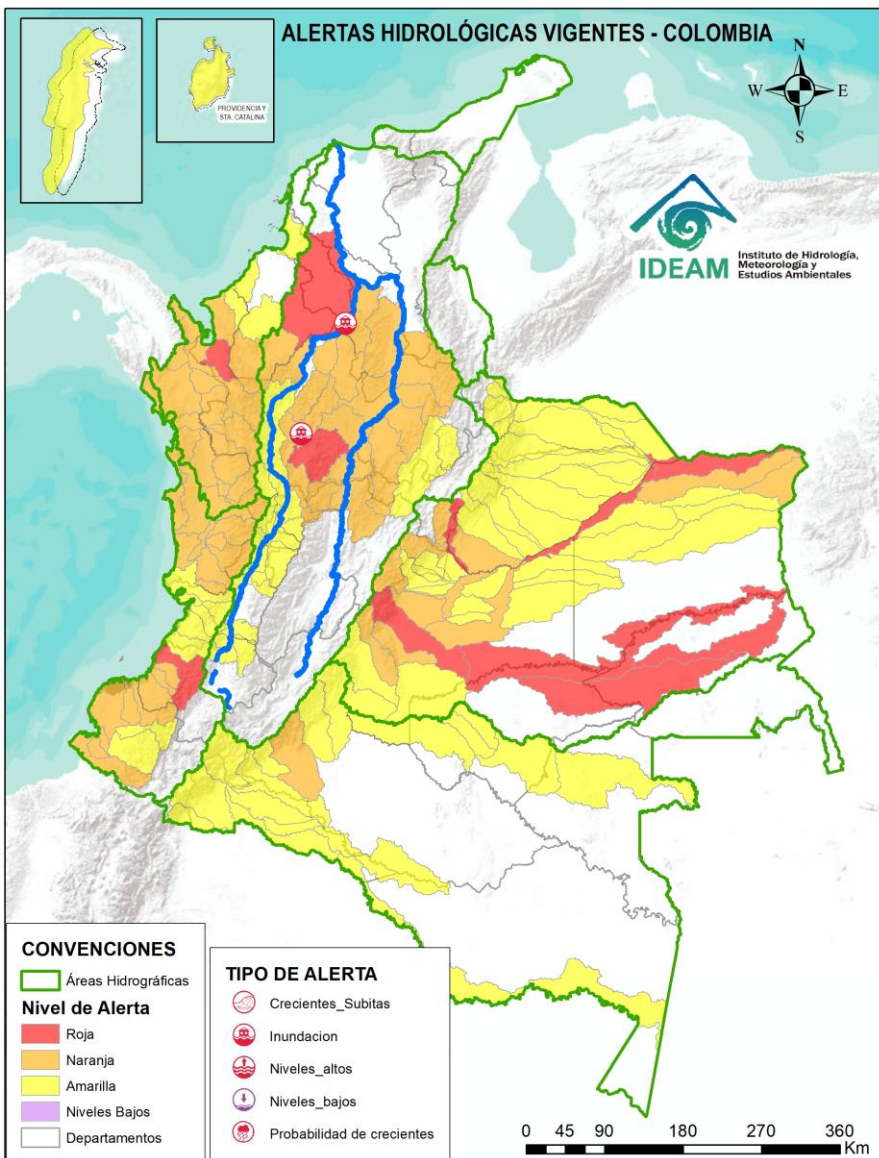 ALERTAS HIDROLÓGICAS VIGENTES - COLOMBIA
PROVIDENCIA Y
STA. CATALINA
N
W
E
S
IDEAM
Instituto de Hidrología,
Meteorología y
Estudios Ambientales
CONVENCIONES
Áreas Hidrográficas
Nivel de Alerta
Roja
Naranja
Amarilla
Niveles Bajos
Departamentos
TIPO DE ALERTA
Crecientes_Subitas
Inundacion
Niveles_altos
Niveles_bajos
Probabilidad de crecientes
0 45 90 180 270 360
Km